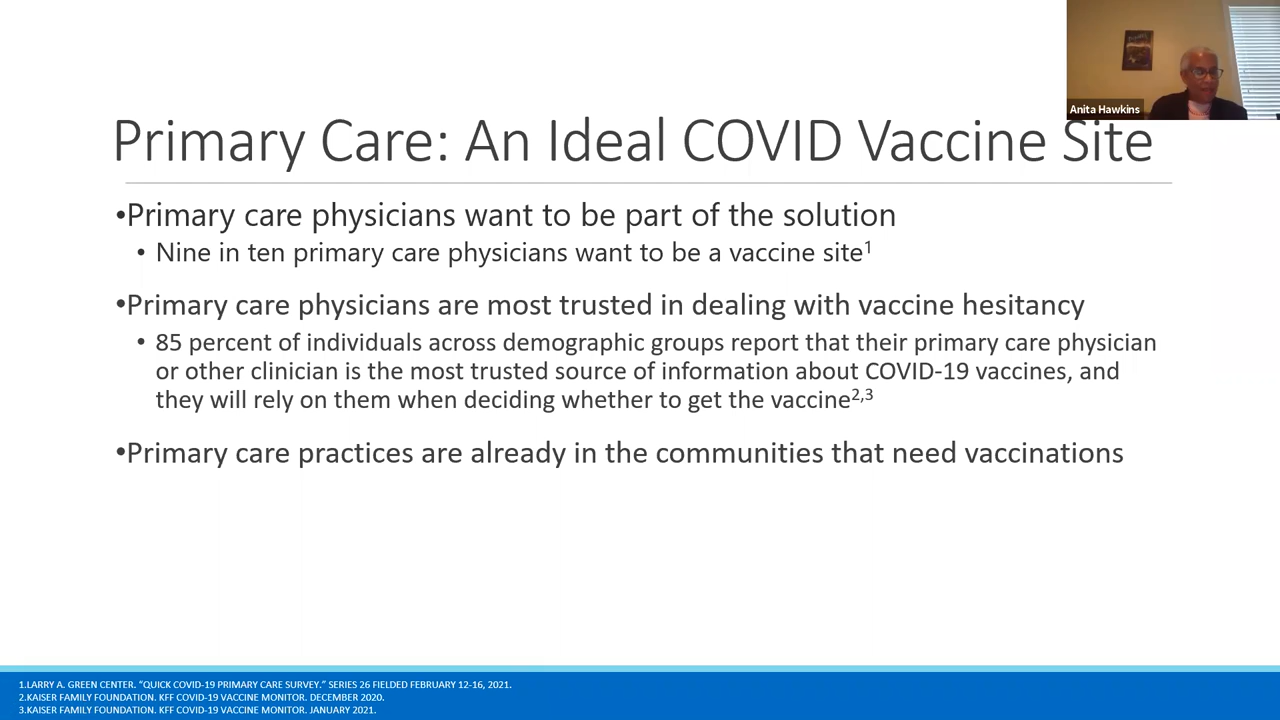 Anita Hawkins
Primary Care: An Ideal COVID Vaccine Site
•Primary care physicians want to be part of the solution
• Nine in ten primary care physicians want to be a vaccine site¹
•Primary care physicians are most trusted in dealing with vaccine hesitancy
• 85 percent of individuals across demographic groups report that their primary care physician
or other clinician is the most trusted source of information about COVID-19 vaccines, and
they will rely on them when deciding whether to get the vaccine²,³
•Primary care practices are already in the communities that need vaccinations
1.LARRY A. GREEN CENTER. “QUICK COVID-19 PRIMARY CARE SURVEY.” SERIES 26 FIELDED FEBRUARY 12-16, 2021.
2.KAISER FAMILY FOUNDATION. KFF COVID-19 VACCINE MONITOR. DECEMBER 2020.
3.KAISER FAMILY FOUNDATION. KFF COVID-19 VACCINE MONITOR. JANUARY 2021.